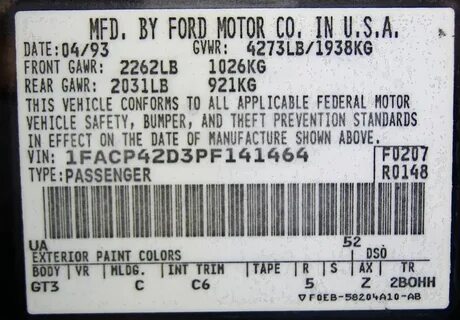 MFD. BY FORD MOTOR CO. IN U.S.A.
DATE: 04/93 GVWR: 4273LB/1938KG
FRONT GAWR: 2262LB 1026KG
REAR GAWR: 2031LB 921KG
THIS VEHICLE CONFORMS TO ALL APPLICABLE FEDERAL MOTOR
VEHICLE SAFETY, BUMPER, AND THEFT PREVENTION STANDARDS
IN EFFECT ON THE DATE OF MANUFACTURE SHOWN ABOVE.
VIN: 1FACP42D3PF141464 F0207
TYPE: PASSENGER R0148
UA 52
EXTERIOR PAINT COLORS DSO
BODY VR MLDG. INT TRIM TAPE R S AX TR
GT3 C C6 5 Z 2BOHH
▽F0EB-58204A10-AB